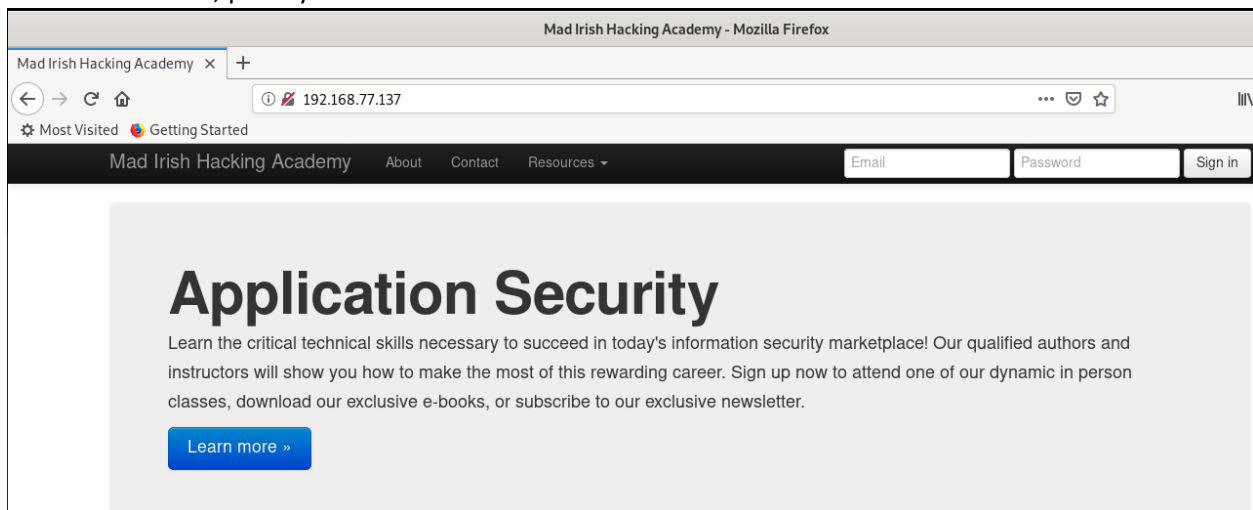 Mad Irish Hacking Academy - Mozilla Firefox
Mad Irish Hacking Academy × +
192.168.77.137
Most Visited Getting Started
Mad Irish Hacking Academy About Contact Resources Email Password Sign in
Application Security
Learn the critical technical skills necessary to succeed in today's information security marketplace! Our qualified authors and
instructors will show you how to make the most of this rewarding career. Sign up now to attend one of our dynamic in person
classes, download our exclusive e-books, or subscribe to our exclusive newsletter.
Learn more »